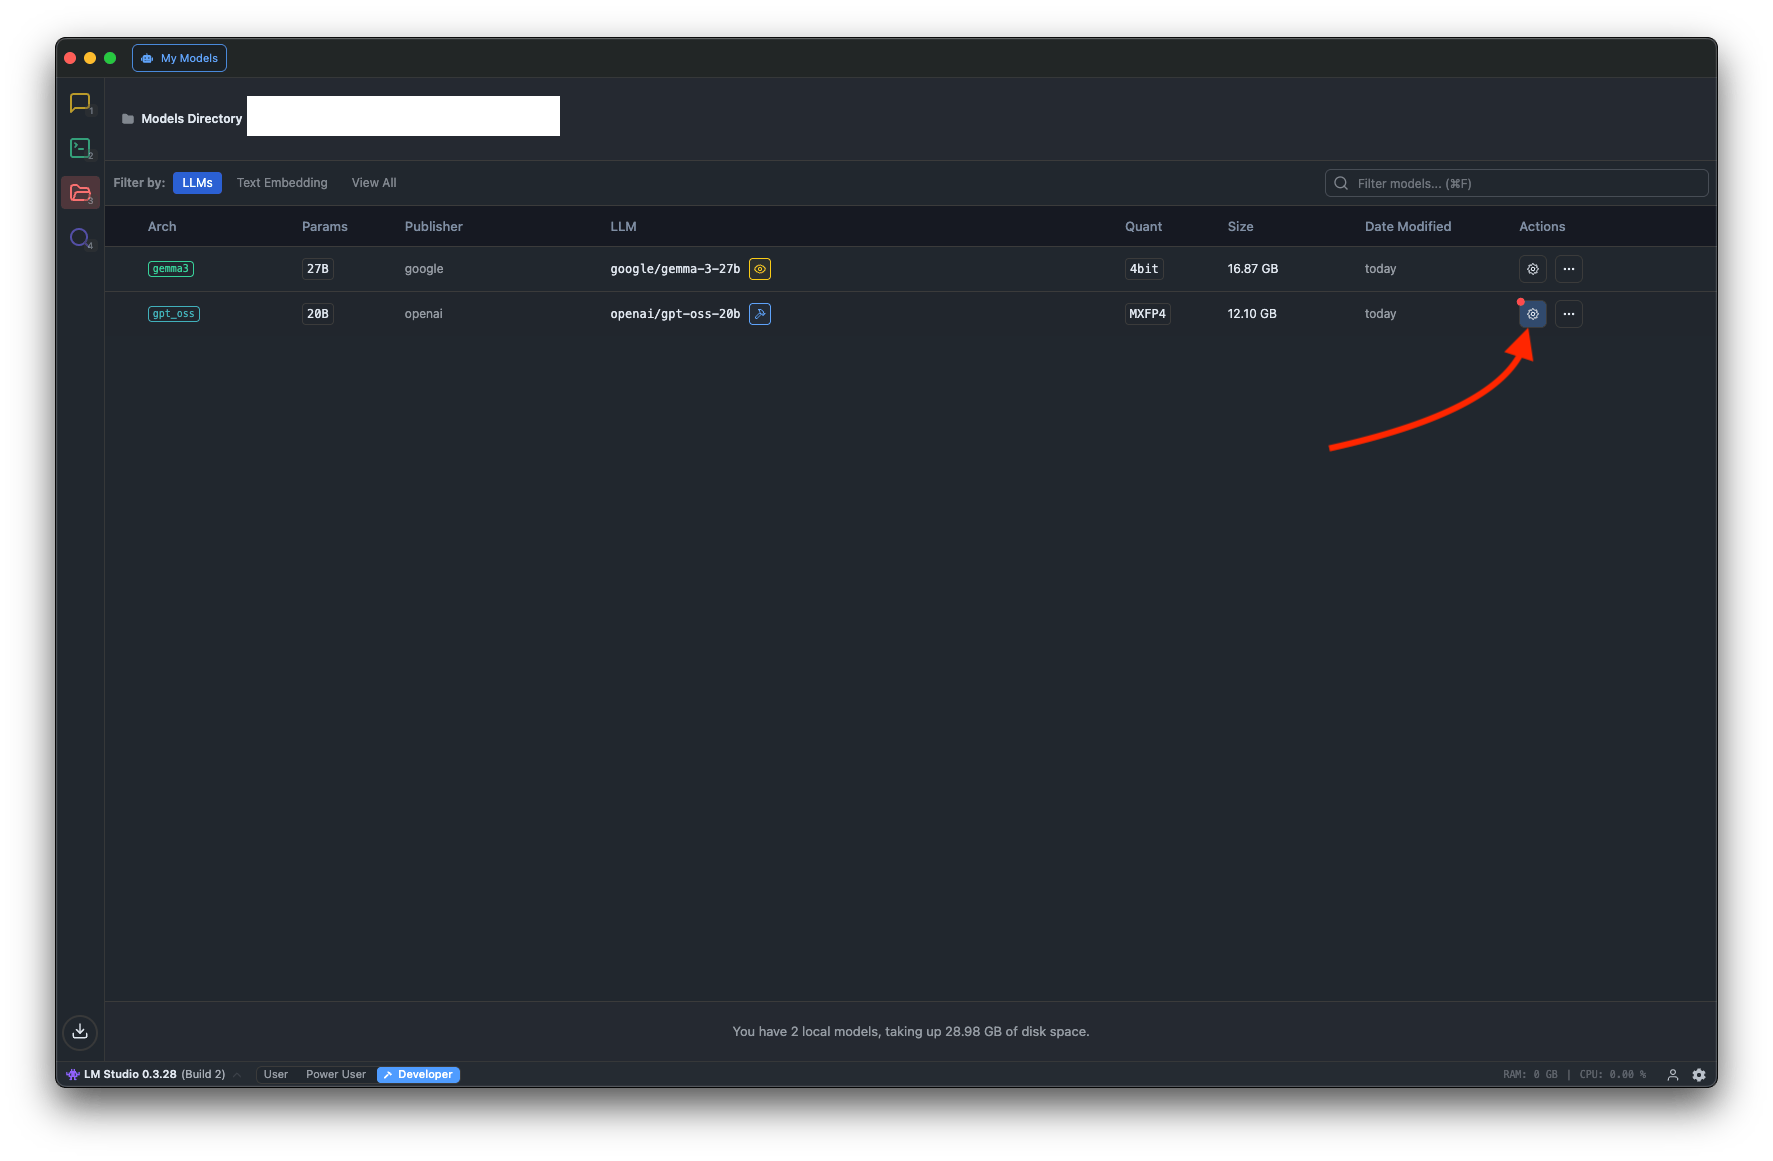 My Models
1
Models Directory
2
Filter by: LLMs Text Embedding View All Filter models... (⌘F)
3
Arch Params Publisher LLM Quant Size Date Modified Actions
4
gemma3 27B google google/gemma-3-27b 4bit 16.87 GB today
gpt_oss 20B openai openai/gpt-oss-20b MXFP4 12.10 GB today
You have 2 local models, taking up 28.98 GB of disk space.
LM Studio 0.3.28 (Build 2) User Power User Developer RAM: 0 GB | CPU: 0.00 %